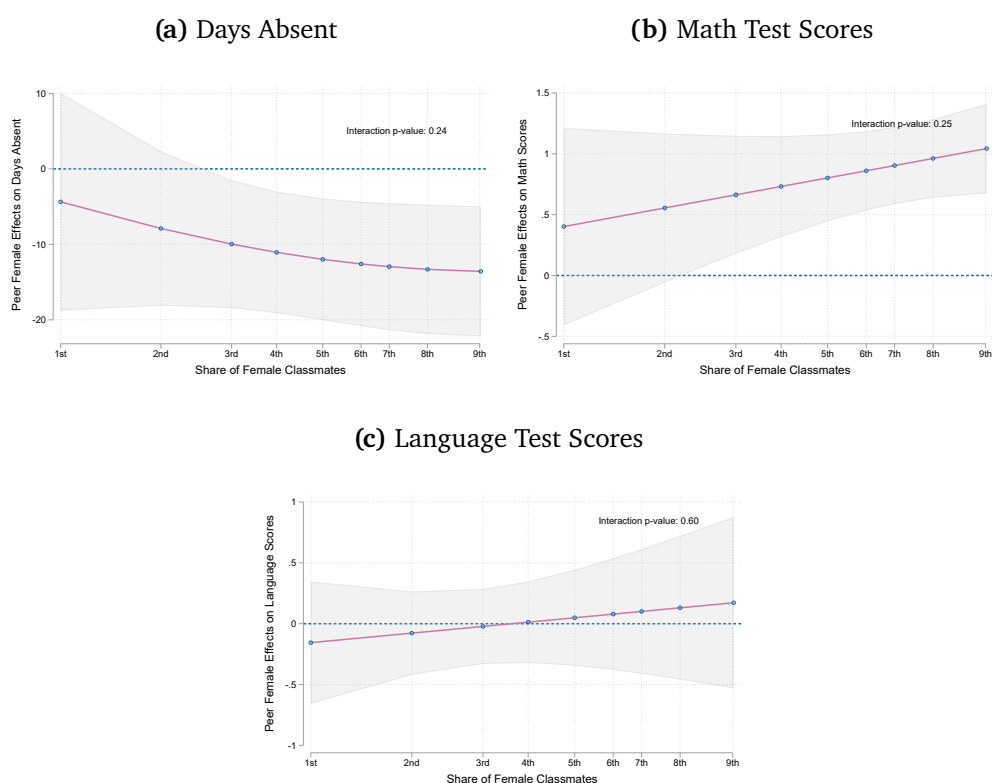 (a) Days Absent
(b) Math Test Scores
Peer Female Effects on Days Absent
10
0
-10
-20
Interaction p-value: 0.24
1st 2nd 3rd 4th 5th 6th 7th 8th 9th
Share of Female Classmates
Peer Female Effects on Math Scores
1.5
1
.5
0
-.5
Interaction p-value: 0.25
1st 2nd 3rd 4th 5th 6th 7th 8th 9th
Share of Female Classmates
(c) Language Test Scores
Peer Female Effects on Language Scores
1
.5
0
-.5
-1
Interaction p-value: 0.60
1st 2nd 3rd 4th 5th 6th 7th 8th 9th
Share of Female Classmates